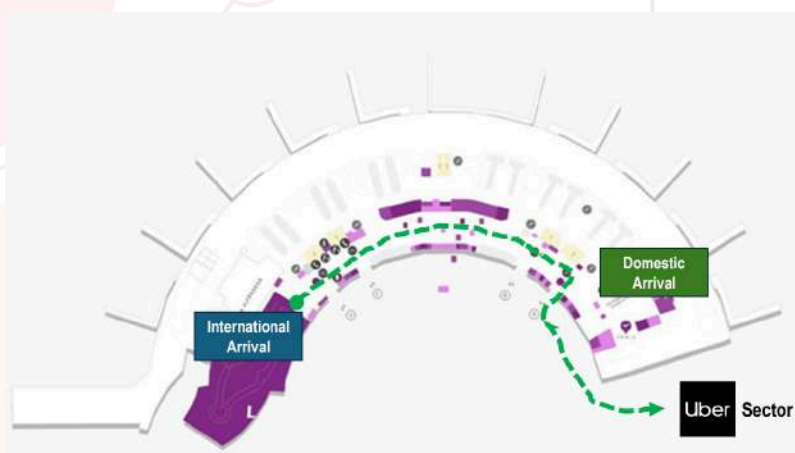 Domestic
Arrival
International
Arrival
L
Uber Sector